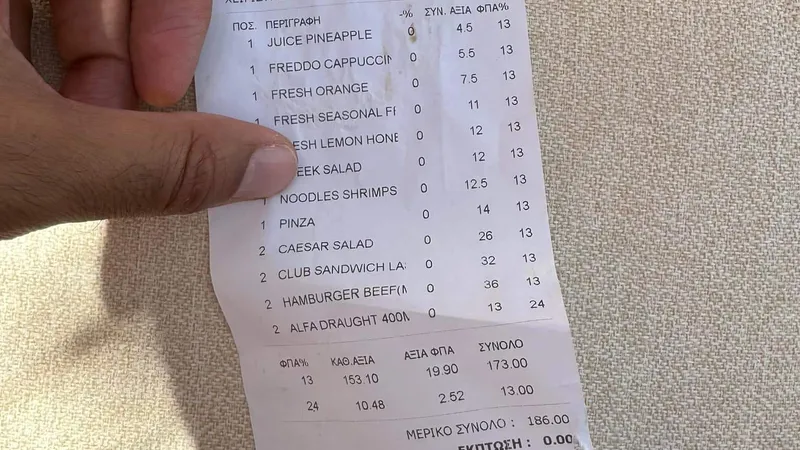 ΠΟΣ. ΠΕΡΙΓΡΑΦΗ -% ΣΥΝ. ΑΞΙΑ ΦΠΑ%
1 JUICE PINEAPPLE 0 4.5 13
1 FREDDO CAPPUCCIN 0 5.5 13
1 FRESH ORANGE 0 7.5 13
1 FRESH SEASONAL 0 11 13
ESH LEMON HONE 0 12 13
EEK SALAD 0 12 13
1 NOODLES SHRIMPS 0 12.5 13
1 PINZA 0 14 13
2 CAESAR SALAD 0 26 13
2 CLUB SANDWICH LA 0 32 13
2 HAMBURGER BEEF(M 0 36 13
2 ALFA DRAUGHT 400M 0 13 24
ΦΠΑ% ΚΑΘ.ΑΞΙΑ ΑΞΙΑ ΦΠΑ ΣΥΝΟΛΟ
13 153.10 19.90 173.00
24 10.48 2.52 13.00
ΜΕΡΙΚΟ ΣΥΝΟΛΟ : 186.00
ΕΚΠΤΩΣΗ : 0.00